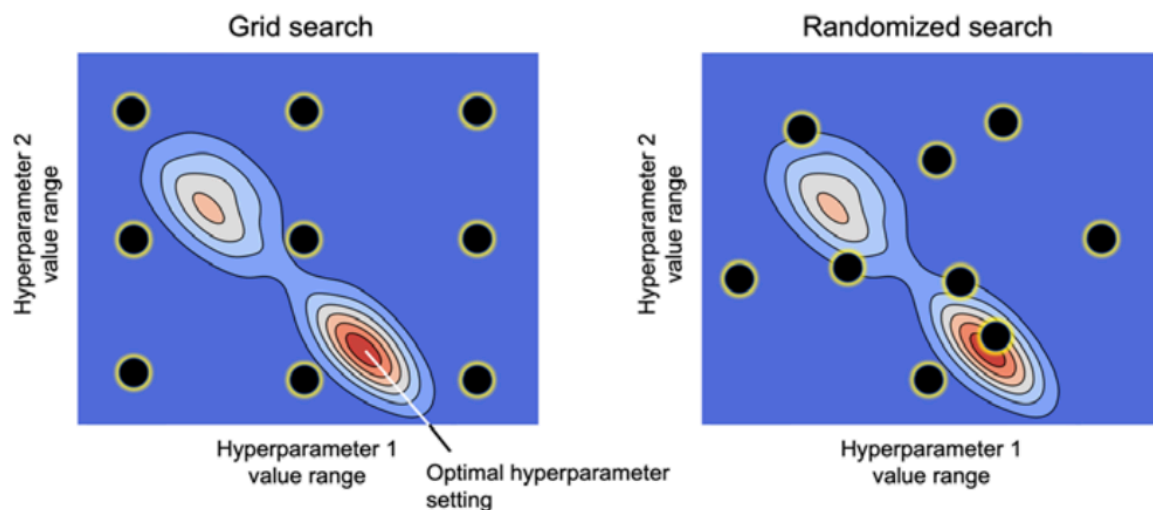 Grid search
Hyperparameter 2
value range
Hyperparameter 1
value range
Optimal hyperparameter
setting
Randomized search
Hyperparameter 2
value range
Hyperparameter 1
value range